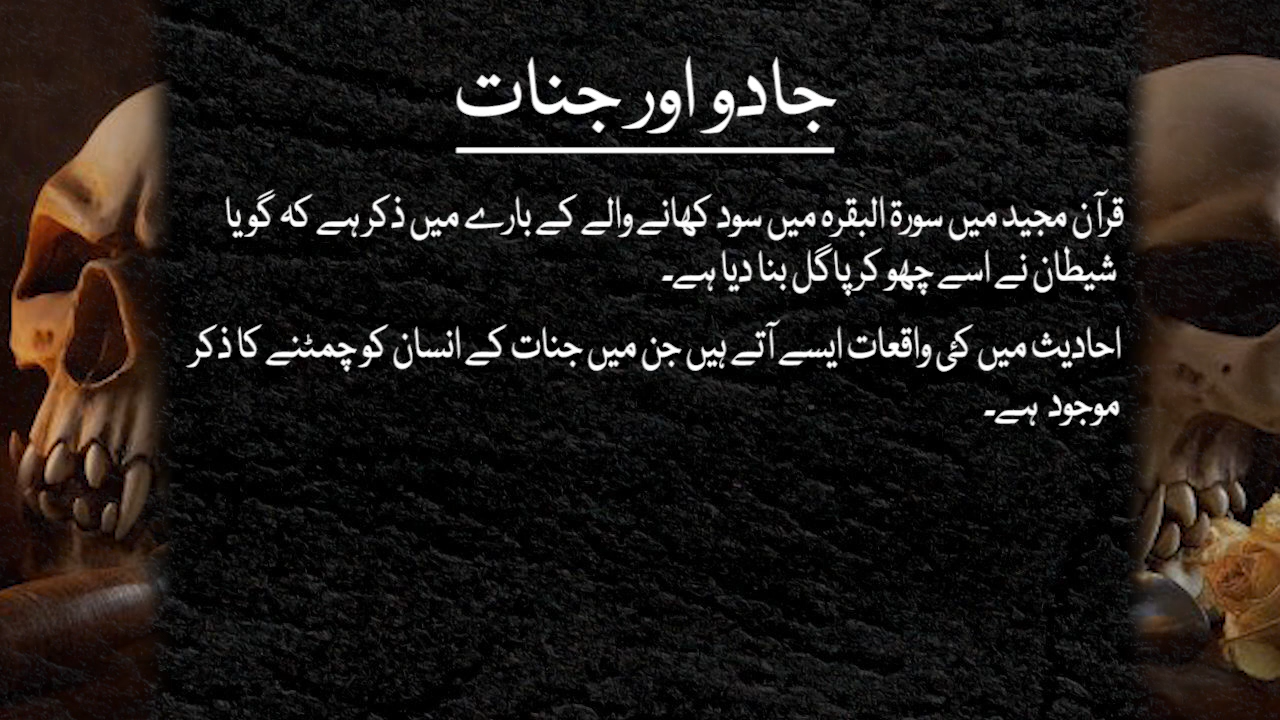 جادو اور جنات
قرآن مجید میں سورۃ البقرہ میں سود کھانے والے کے بارے میں ذکر ہے کہ گویا
شیطان نے اسے چھو کر پاگل بنا دیا ہے۔
احادیث میں کئی واقعات ایسے آتے ہیں جن میں جنات کے انسان کو چمٹنے کا ذکر
موجود ہے۔